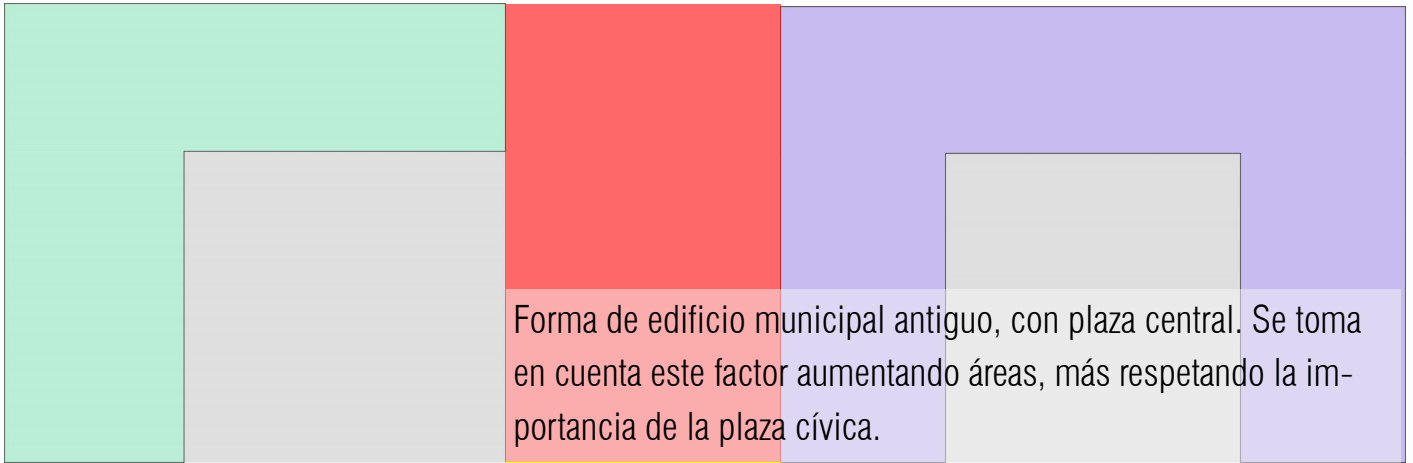 Forma de edificio municipal antiguo, con plaza central. Se toma
en cuenta este factor aumentando áreas, más respetando la im-
portancia de la plaza cívica.